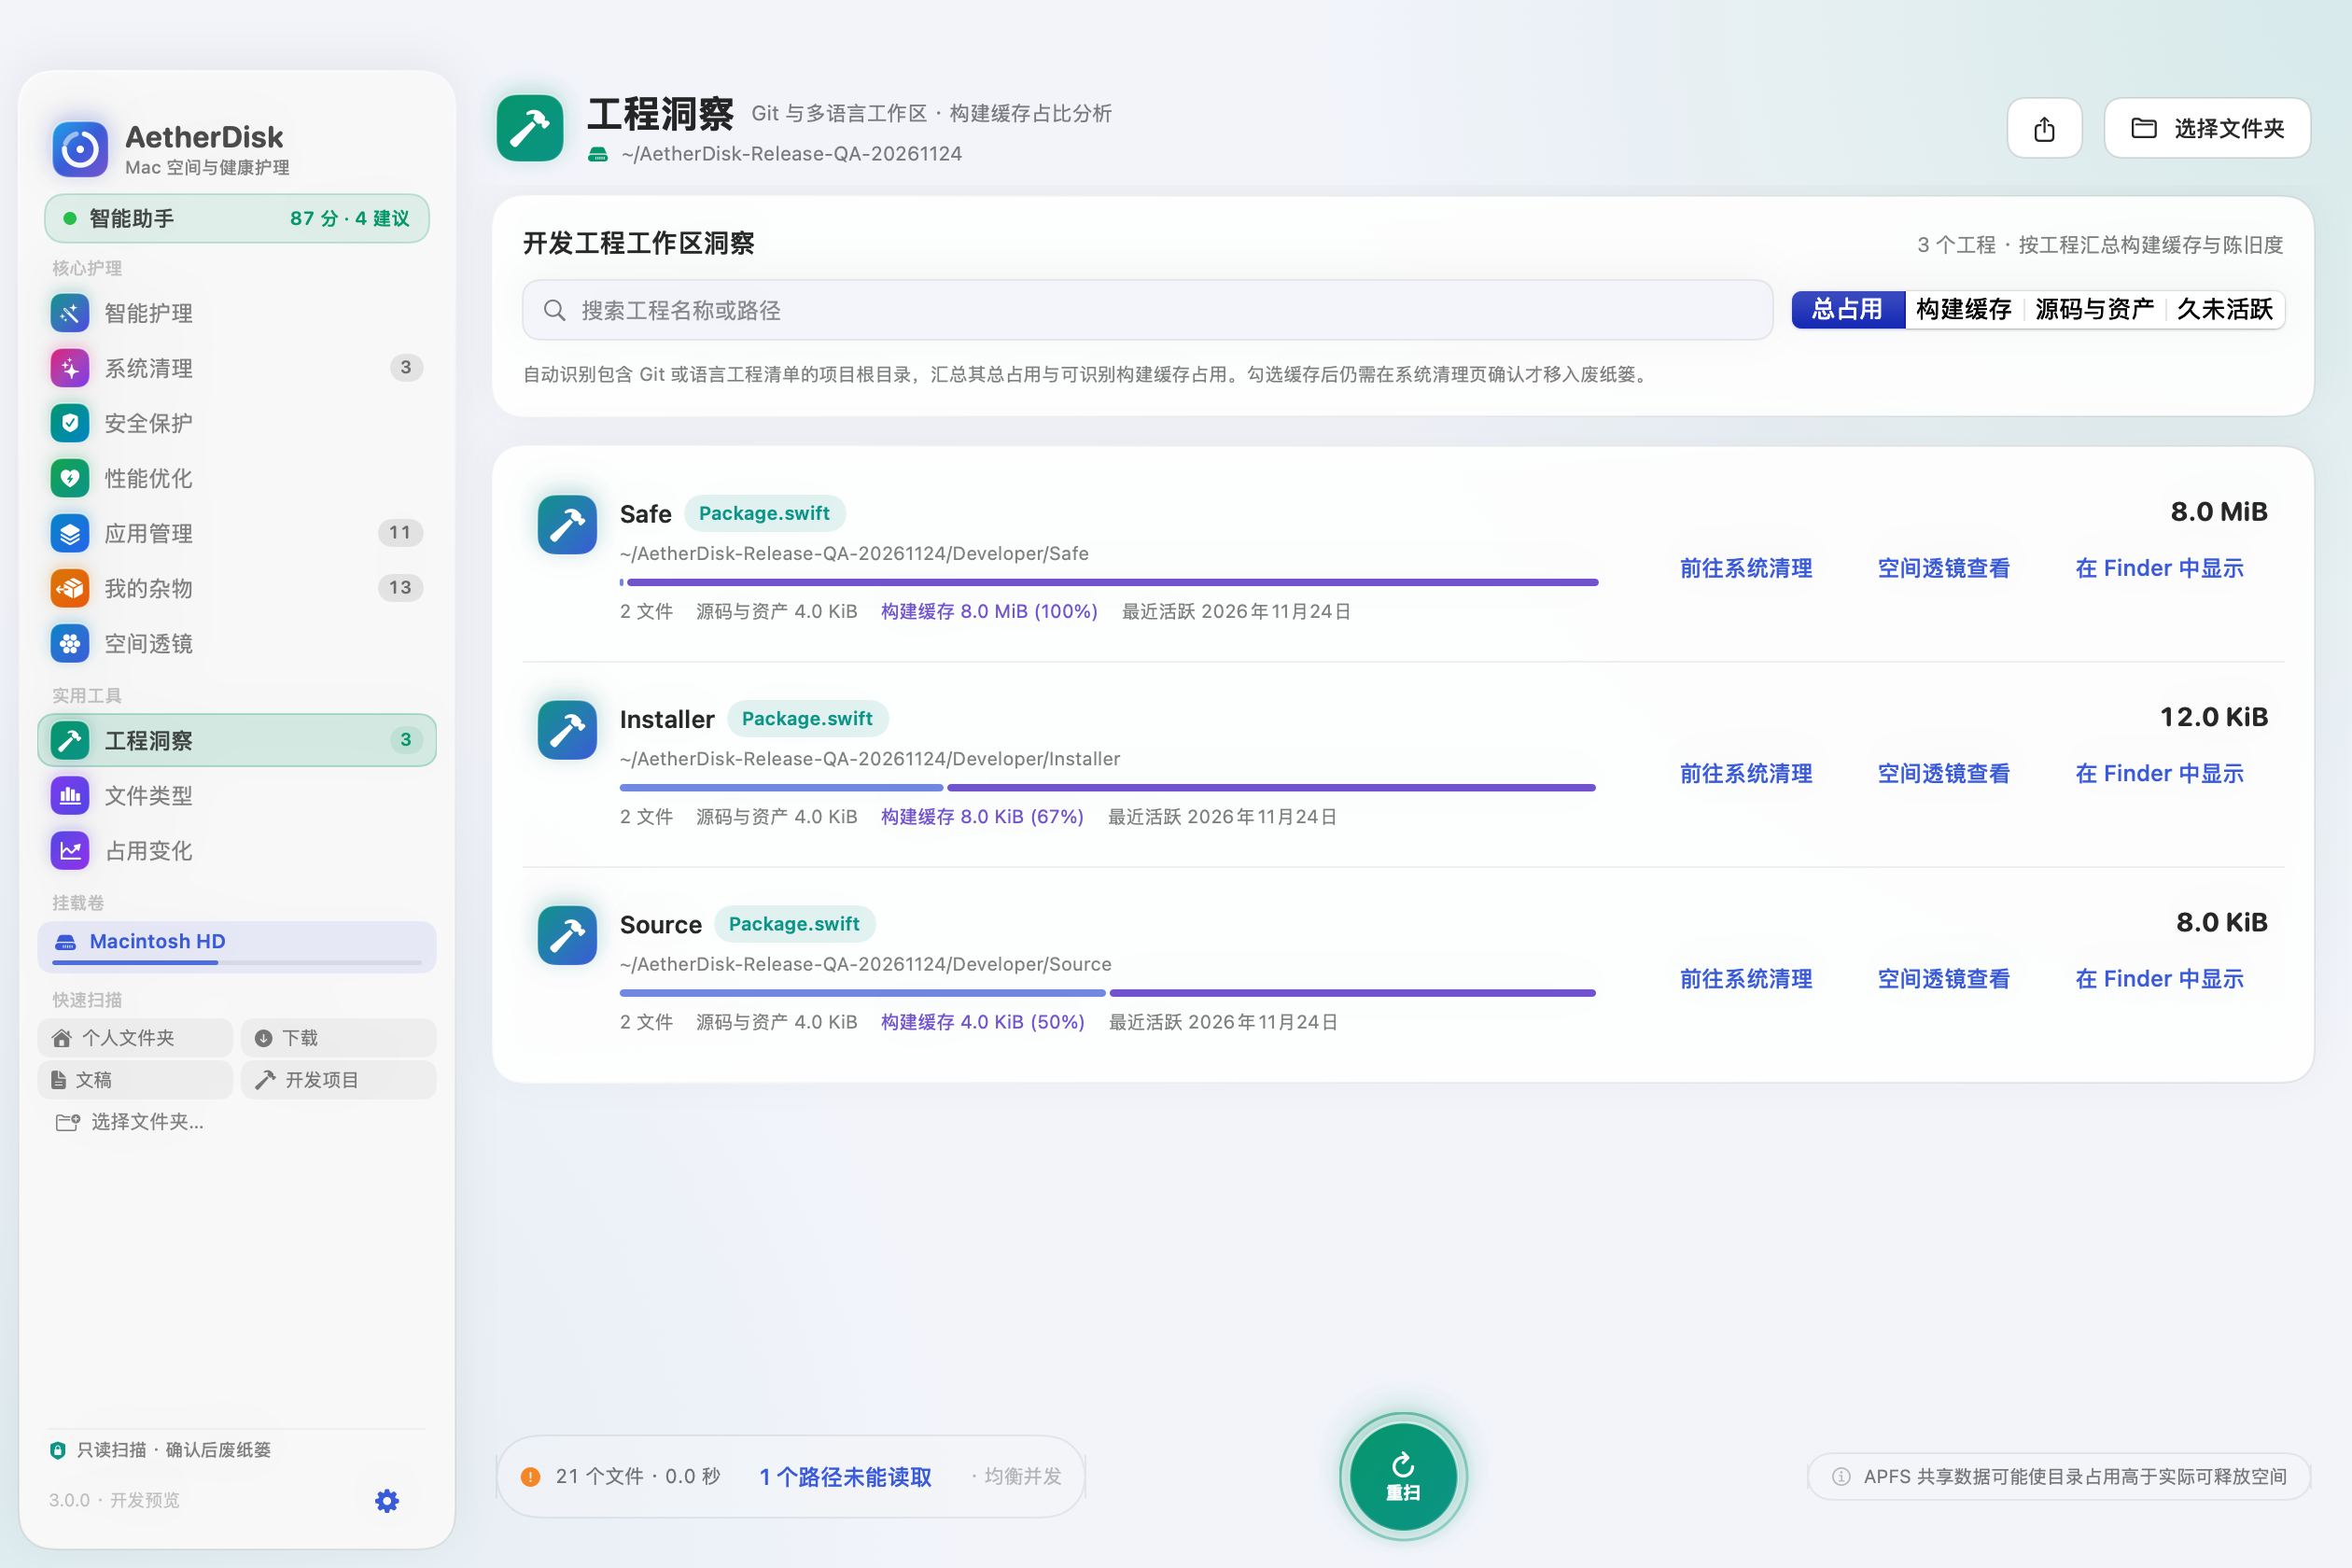 AetherDisk
Mac 空间与健康护理
智能助手 87 分 · 4 建议
核心护理
智能护理
系统清理 3
安全保护
性能优化
应用管理 11
我的杂物 13
空间透镜
实用工具
工程洞察 3
文件类型
占用变化
挂载卷
Macintosh HD
快速扫描
个人文件夹 下载
文稿 开发项目
选择文件夹...
只读扫描 · 确认后废纸篓
3.0.0 · 开发预览
工程洞察 Git 与多语言工作区 · 构建缓存占比分析
~/AetherDisk-Release-QA-20261124
选择文件夹
开发工程工作区洞察 3 个工程 · 按工程汇总构建缓存与陈旧度
搜索工程名称或路径 总占用 构建缓存 源码与资产 久未活跃
自动识别包含 Git 或语言工程清单的项目根目录，汇总其总占用与可识别构建缓存占用。勾选缓存后仍需在系统清理页确认才移入废纸篓。
Safe Package.swift 8.0 MiB
~/AetherDisk-Release-QA-20261124/Developer/Safe
前往系统清理 空间透镜查看 在 Finder 中显示
2 文件 源码与资产 4.0 KiB 构建缓存 8.0 MiB (100%) 最近活跃 2026年11月24日
Installer Package.swift 12.0 KiB
~/AetherDisk-Release-QA-20261124/Developer/Installer
前往系统清理 空间透镜查看 在 Finder 中显示
2 文件 源码与资产 4.0 KiB 构建缓存 8.0 KiB (67%) 最近活跃 2026年11月24日
Source Package.swift 8.0 KiB
~/AetherDisk-Release-QA-20261124/Developer/Source
前往系统清理 空间透镜查看 在 Finder 中显示
2 文件 源码与资产 4.0 KiB 构建缓存 4.0 KiB (50%) 最近活跃 2026年11月24日
21 个文件 · 0.0 秒 1 个路径未能读取 · 均衡并发
重扫
APFS 共享数据可能使目录占用高于实际可释放空间